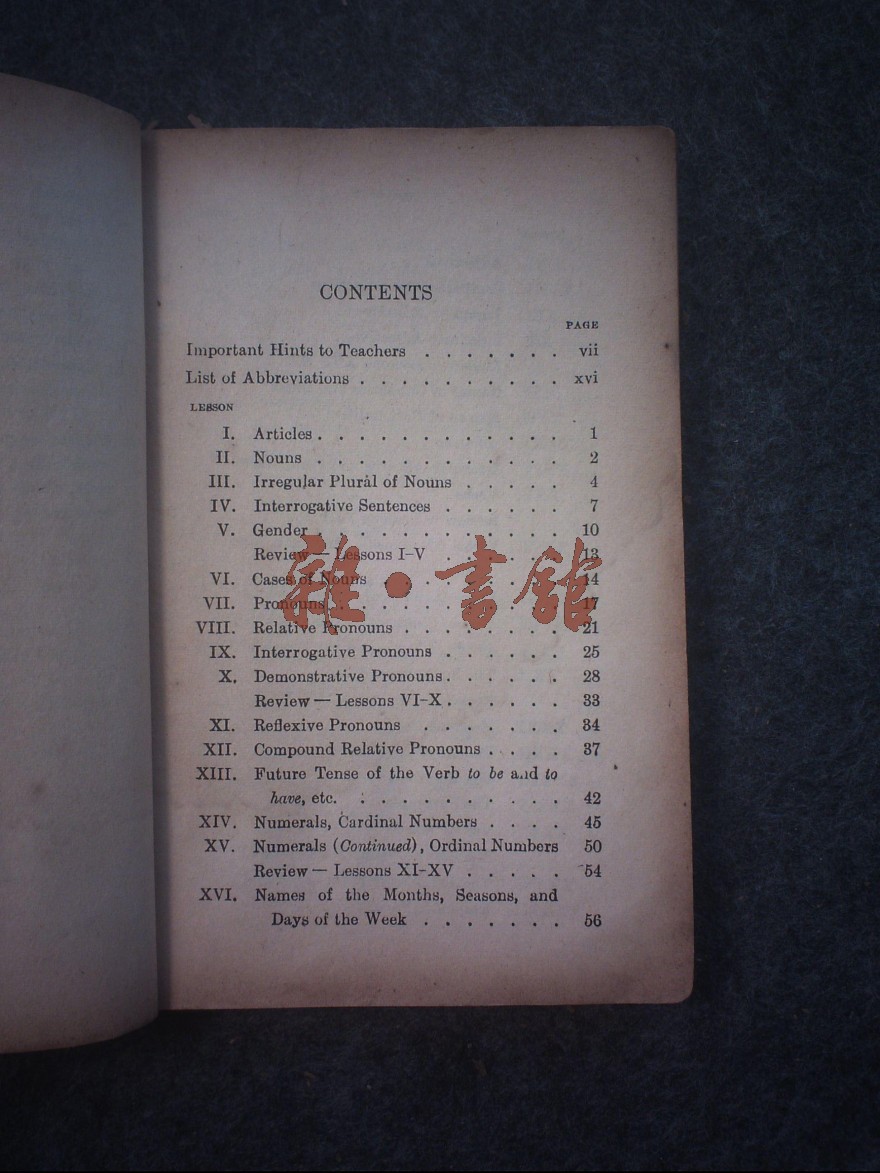 CONTENTS
PAGE
Important Hints to Teachers . . . . . . . vii
List of Abbreviations . . . . . . . . . . xvi
LESSON
I. Articles . . . . . . . . . . . . 1
II. Nouns . . . . . . . . . . . . 2
III. Irregular Plural of Nouns . . . . . 4
IV. Interrogative Sentences . . . . . . 7
V. Gender . . . . . . . . . . . . 10
Review — Lessons I–V . . . . . . 13
VI. Cases of Nouns . . . . . . . . . 14
雜·書館
VII. Pronouns . . . . . . . . . . . 17
VIII. Relative Pronouns . . . . . . . . 21
IX. Interrogative Pronouns . . . . . . 25
X. Demonstrative Pronouns . . . . . . 28
Review — Lessons VI–X . . . . . . 33
XI. Reflexive Pronouns . . . . . . . 34
XII. Compound Relative Pronouns . . . . 37
XIII. Future Tense of the Verb to be and to
have, etc. . . . . . . . . . . 42
XIV. Numerals, Cardinal Numbers . . . . 45
XV. Numerals (Continued), Ordinal Numbers 50
Review — Lessons XI–XV . . . . . 54
XVI. Names of the Months, Seasons, and
Days of the Week . . . . . . . 56